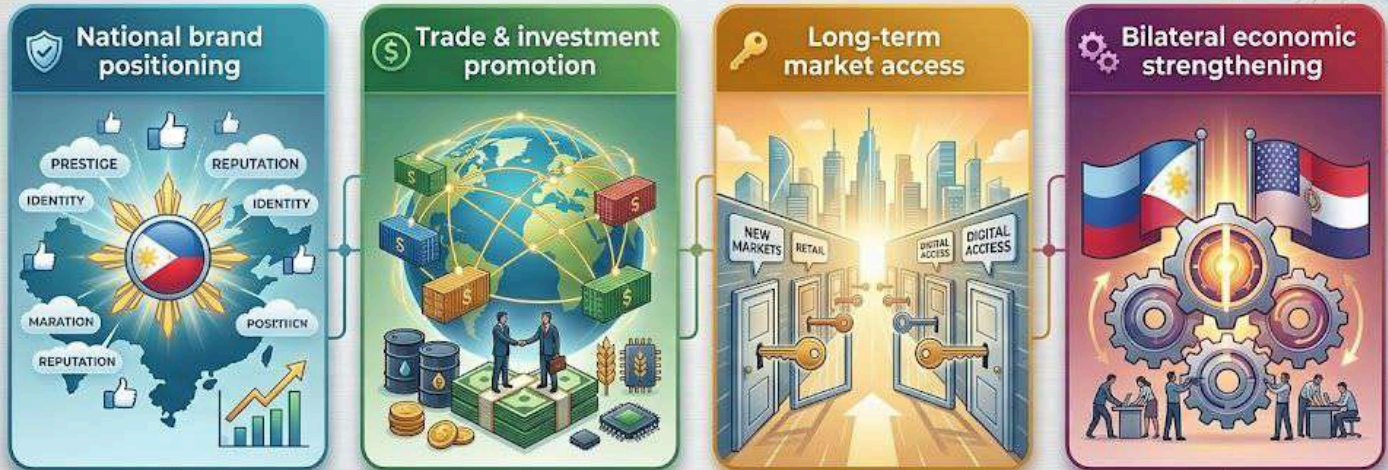 National brand
positioning
PRESTIGE
REPUTATION
IDENTITY
IDENTITY
MARATION
POSITICN
REPUTATION
$
Trade & investment
promotion
$
$
$
$
$
Long-term
market access
NEW
MARKETS
RETAIL
DIGITAL
ACCESS
DIGITAL
ACCESS
Bilateral economic
strengthening